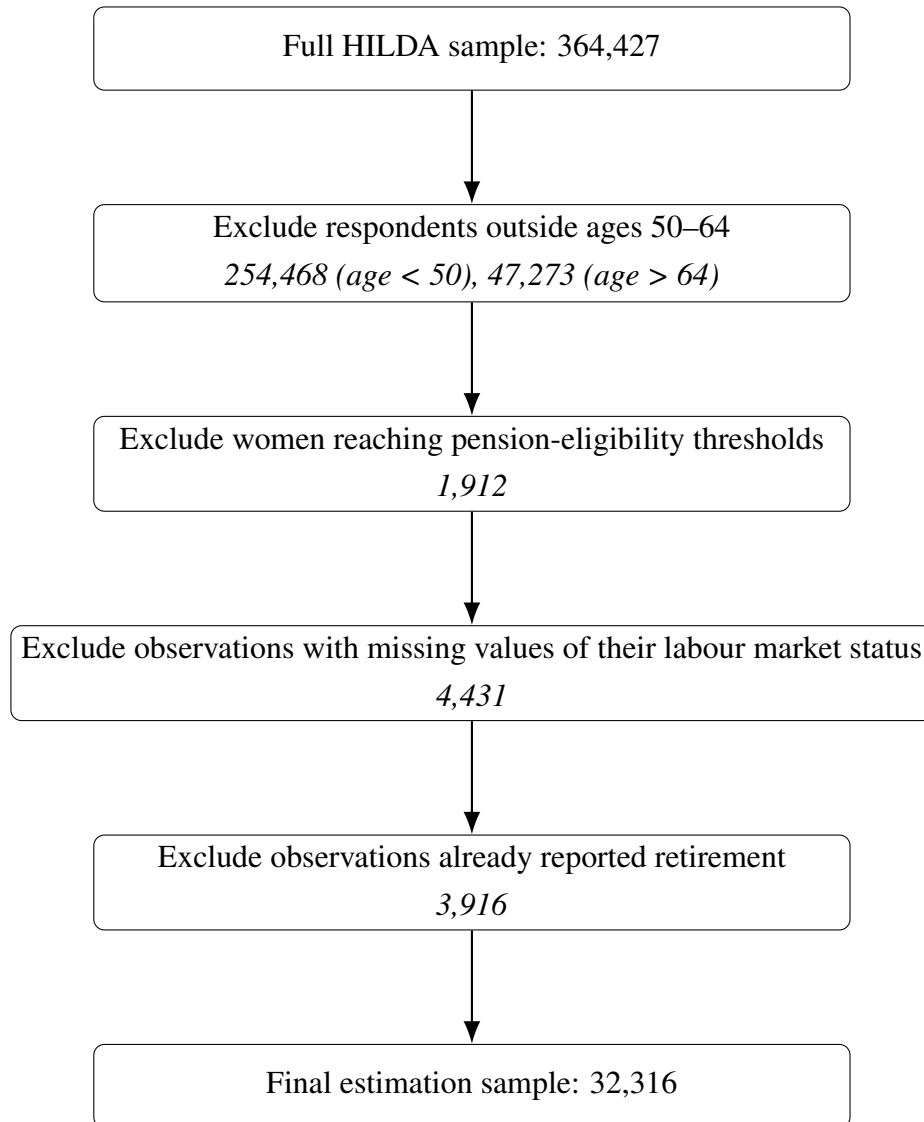 Full HILDA sample: 364,427
Exclude respondents outside ages 50–64
254,468 (age < 50), 47,273 (age > 64)
Exclude women reaching pension-eligibility thresholds
1,912
Exclude observations with missing values of their labour market status
4,431
Exclude observations already reported retirement
3,916
Final estimation sample: 32,316